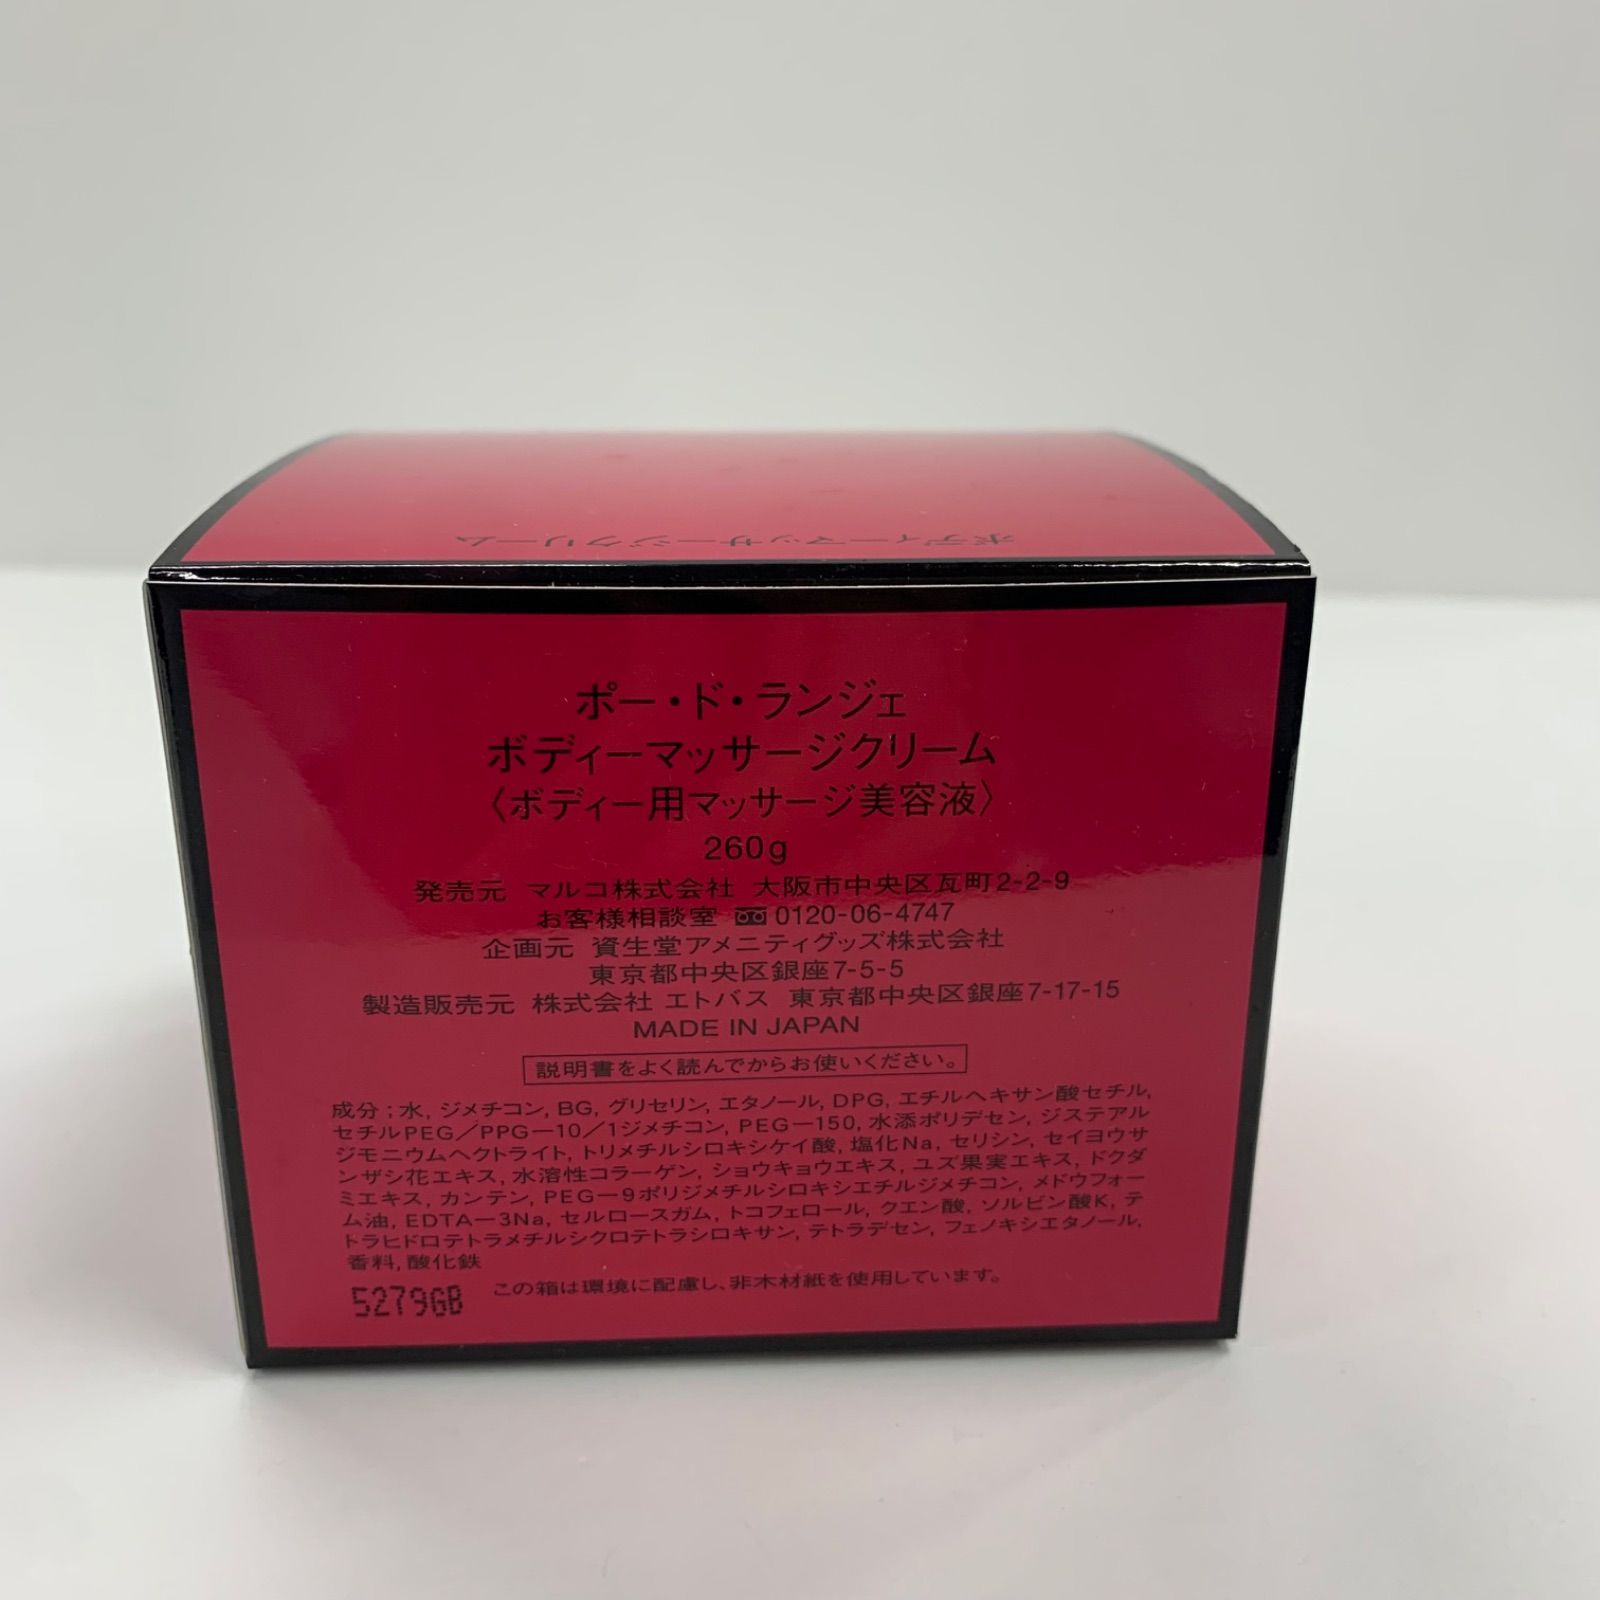 ボディーマッサージクリーム
ポー・ド・ランジェ
ボディーマッサージクリーム
〈ボディー用マッサージ美容液〉
260g
発売元 マルコ株式会社 大阪市中央区瓦町2-2-9
お客様相談室 0120-06-4747
企画元 資生堂アメニティグッズ株式会社
東京都中央区銀座7-5-5
製造販売元 株式会社 エトバス 東京都中央区銀座7-17-15
MADE IN JAPAN
説明書をよく読んでからお使いください。
成分;水, ジメチコン, BG, グリセリン, エタノール, DPG, エチルヘキサン酸セチル,
セチルPEG/PPG-10/1ジメチコン, PEG-150, 水添ポリデセン, ジステアル
ジモニウムヘクトライト, トリメチルシロキシケイ酸, 塩化Na, セリシン, セイヨウサ
ンザシ花エキス, 水溶性コラーゲン, ショウキョウエキス, ユズ果実エキス, ドクダ
ミエキス, カンテン, PEG-9ポリジメチルシロキシエチルジメチコン, メドウフォー
ム油, EDTA-3Na, セルロースガム, トコフェロール, クエン酸, ソルビン酸K, テ
トラヒドロテトラメチルシクロテトラシロキサン, テトラデセン, フェノキシエタノール,
香料, 酸化鉄
5279GB この箱は環境に配慮し、非木材紙を使用しています。